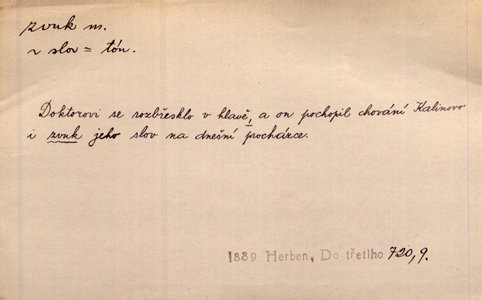 zvuk m.
v slov = tón.
Doktorovi se rozbřesklo v hlavě, a on pochopil chování Kalinovo
i zvuk jeho slov na dnešní procházce.
1889 Herben, Do třetího 720,9.